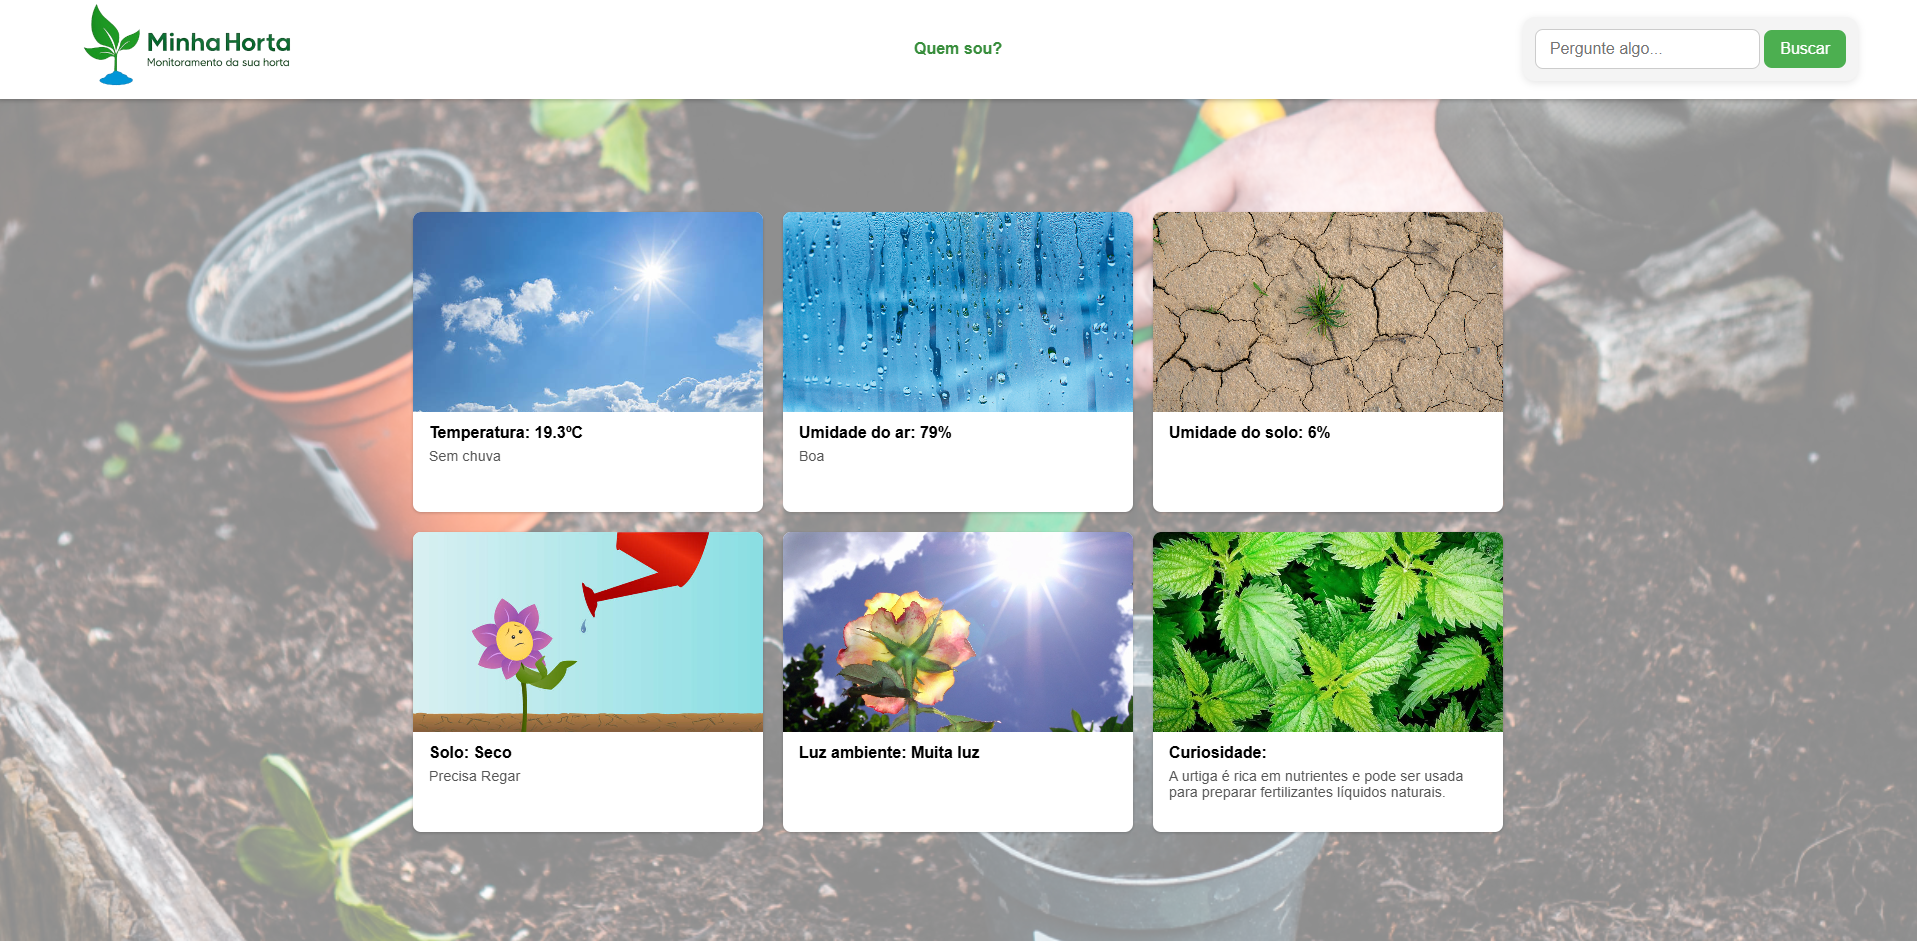 Minha Horta
Monitoramento da sua horta
Quem sou?
Pergunte algo...
Buscar
Temperatura: 19.3ºC
Sem chuva
Umidade do ar: 79%
Boa
Umidade do solo: 6%
Solo: Seco
Precisa Regar
Luz ambiente: Muita luz
Curiosidade:
A urtiga é rica em nutrientes e pode ser usada
para preparar fertilizantes líquidos naturais.